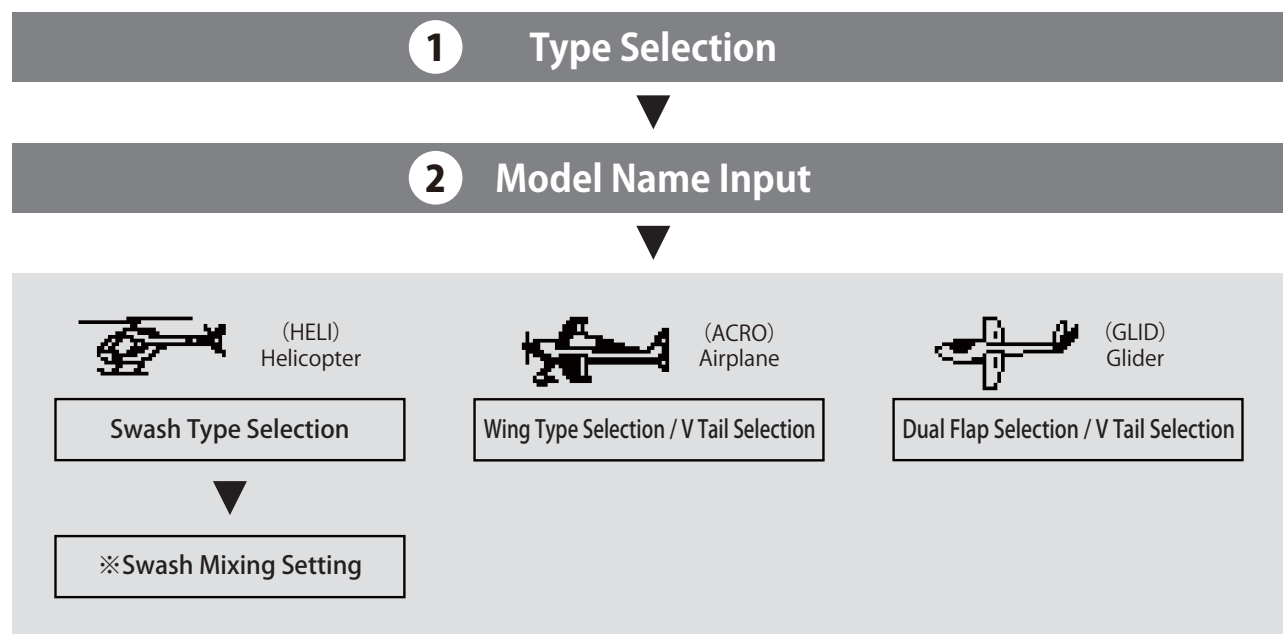 1 Type Selection
▼
2 Model Name Input
▼
（HELI）
Helicopter
（ACRO）
Airplane
（GLID）
Glider
Swash Type Selection
Wing Type Selection / V Tail Selection
Dual Flap Selection / V Tail Selection
▼
※Swash Mixing Setting